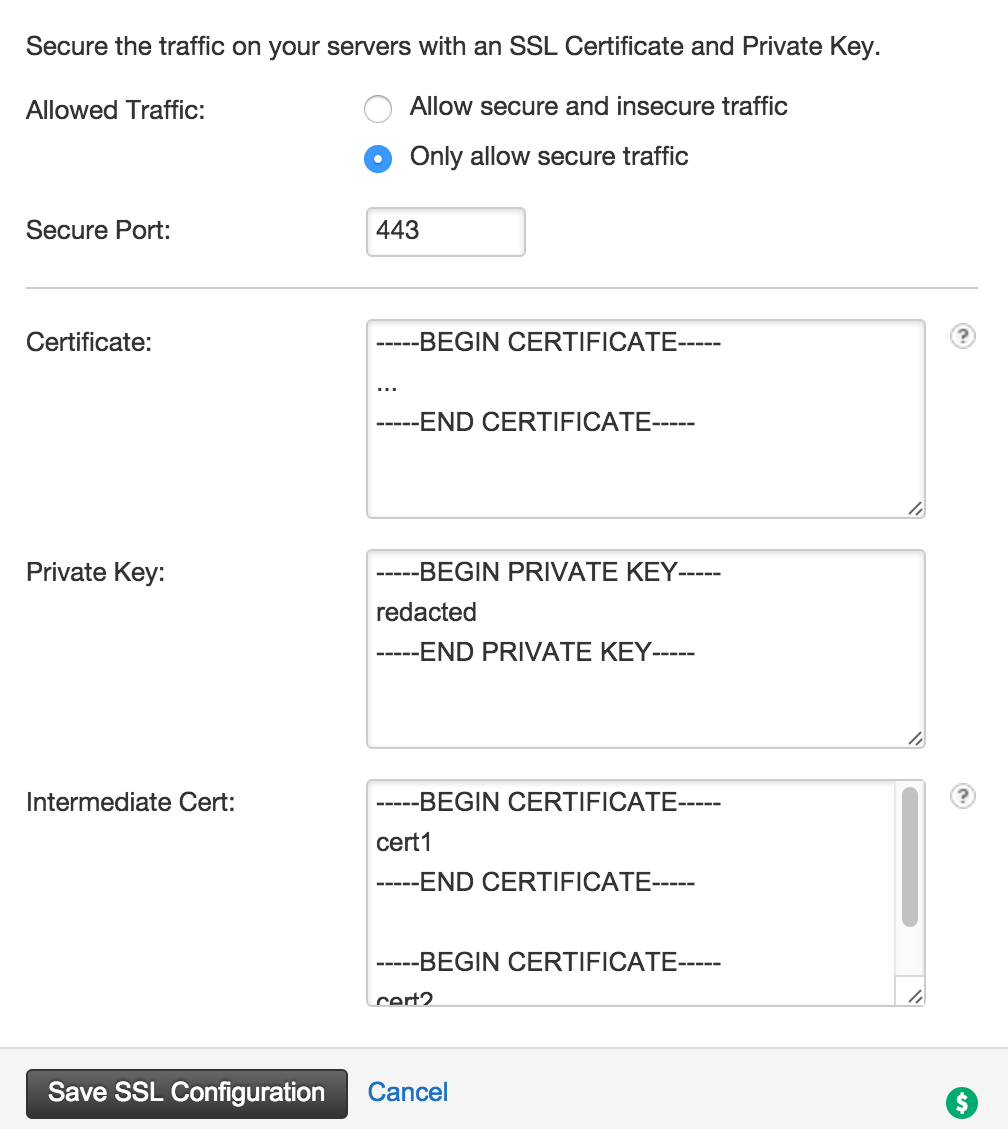 Secure the traffic on your servers with an SSL Certificate and Private Key.
Allowed Traffic:
Allow secure and insecure traffic
Only allow secure traffic
Secure Port:
443
Certificate:
-----BEGIN CERTIFICATE-----
...
-----END CERTIFICATE-----
?
Private Key:
-----BEGIN PRIVATE KEY-----
redacted
-----END PRIVATE KEY-----
Intermediate Cert:
-----BEGIN CERTIFICATE-----
cert1
-----END CERTIFICATE-----
-----BEGIN CERTIFICATE-----
cert2
?
Save SSL Configuration
Cancel
$